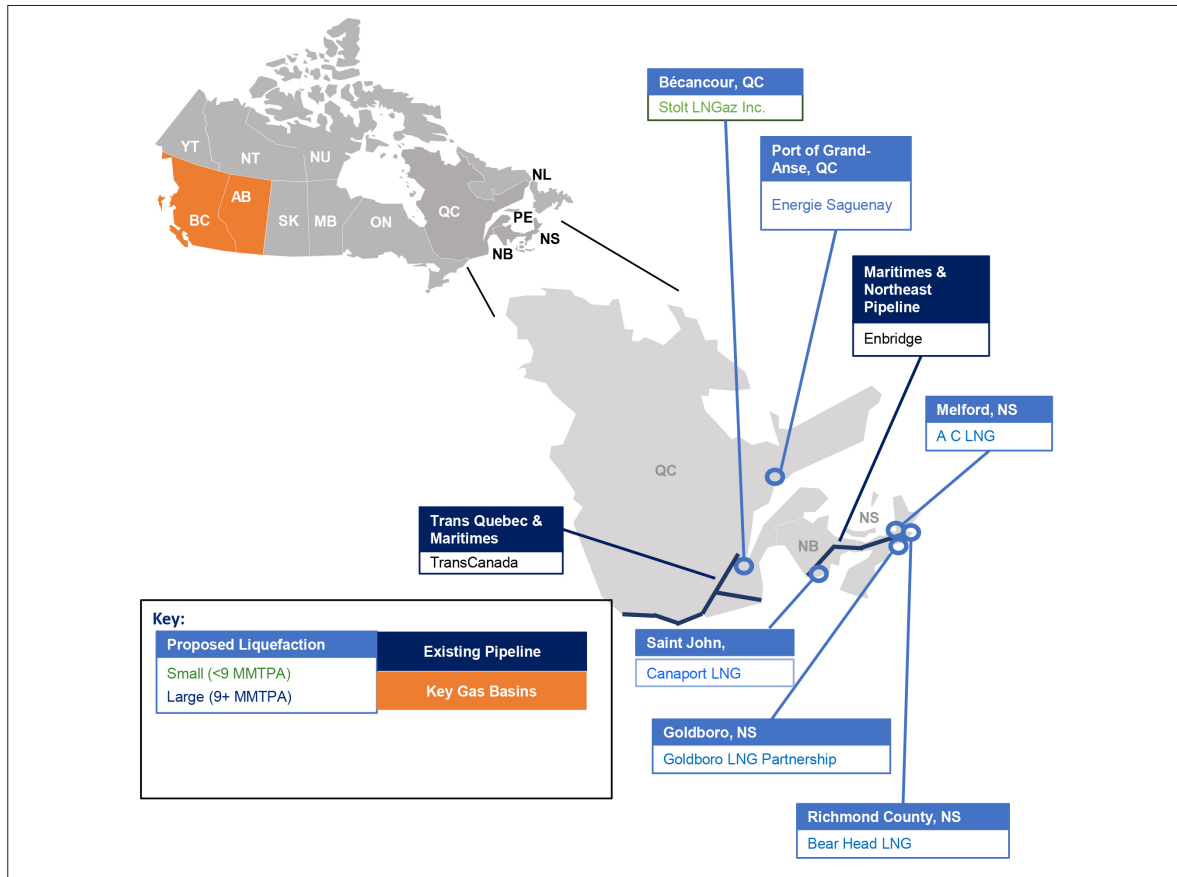 YT
NT
NU
BC
AB
SK
MB
ON
QC
NL
PE
NS
NB
Bécancour, QC
Stolt LNGaz Inc.
Port of Grand-
Anse, QC
Energie Saguenay
Maritimes &
Northeast
Pipeline
Enbridge
Melford, NS
A C LNG
QC
NS
NB
Trans Quebec &
Maritimes
TransCanada
Saint John,
Canaport LNG
Goldboro, NS
Goldboro LNG Partnership
Richmond County, NS
Bear Head LNG
Key:
Proposed Liquefaction
Small (<9 MMTPA)
Large (9+ MMTPA)
Existing Pipeline
Key Gas Basins